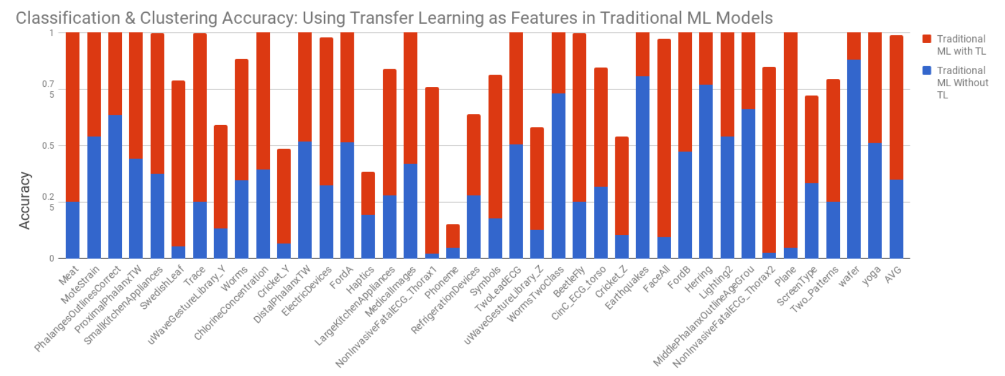 Classification & Clustering Accuracy: Using Transfer Learning as Features in Traditional ML Models
Accuracy
1
0.7
5
0.5
0.2
5
0
Traditional
ML with TL
Traditional
ML Without
TL
Meat
MoteStrain
PhalangesOutlinesCorrect
ProximalPhalanxTW
SmallKitchenAppliances
SwedishLeaf
Trace
uWaveGestureLibrary_Y
Worms
ChlorineConcentration
Cricket_Y
DistalPhalanxTW
ElectricDevices
FordA
Haptics
LargeKitchenAppliances
MedicalImages
NonInvasiveFatalECG_Thorax1
Phoneme
RefrigerationDevices
Symbols
TwoLeadECG
uWaveGestureLibrary_Z
WormsTwoClass
BeetleFly
CinC_ECG_torso
Cricket_Z
Earthquakes
FaceAll
FordB
Herring
Lighting2
MiddlePhalanxOutlineAgeGrou
NonInvasiveFatalECG_Thorax2
Plane
ScreenType
Two_Patterns
wafer
yoga
AVG